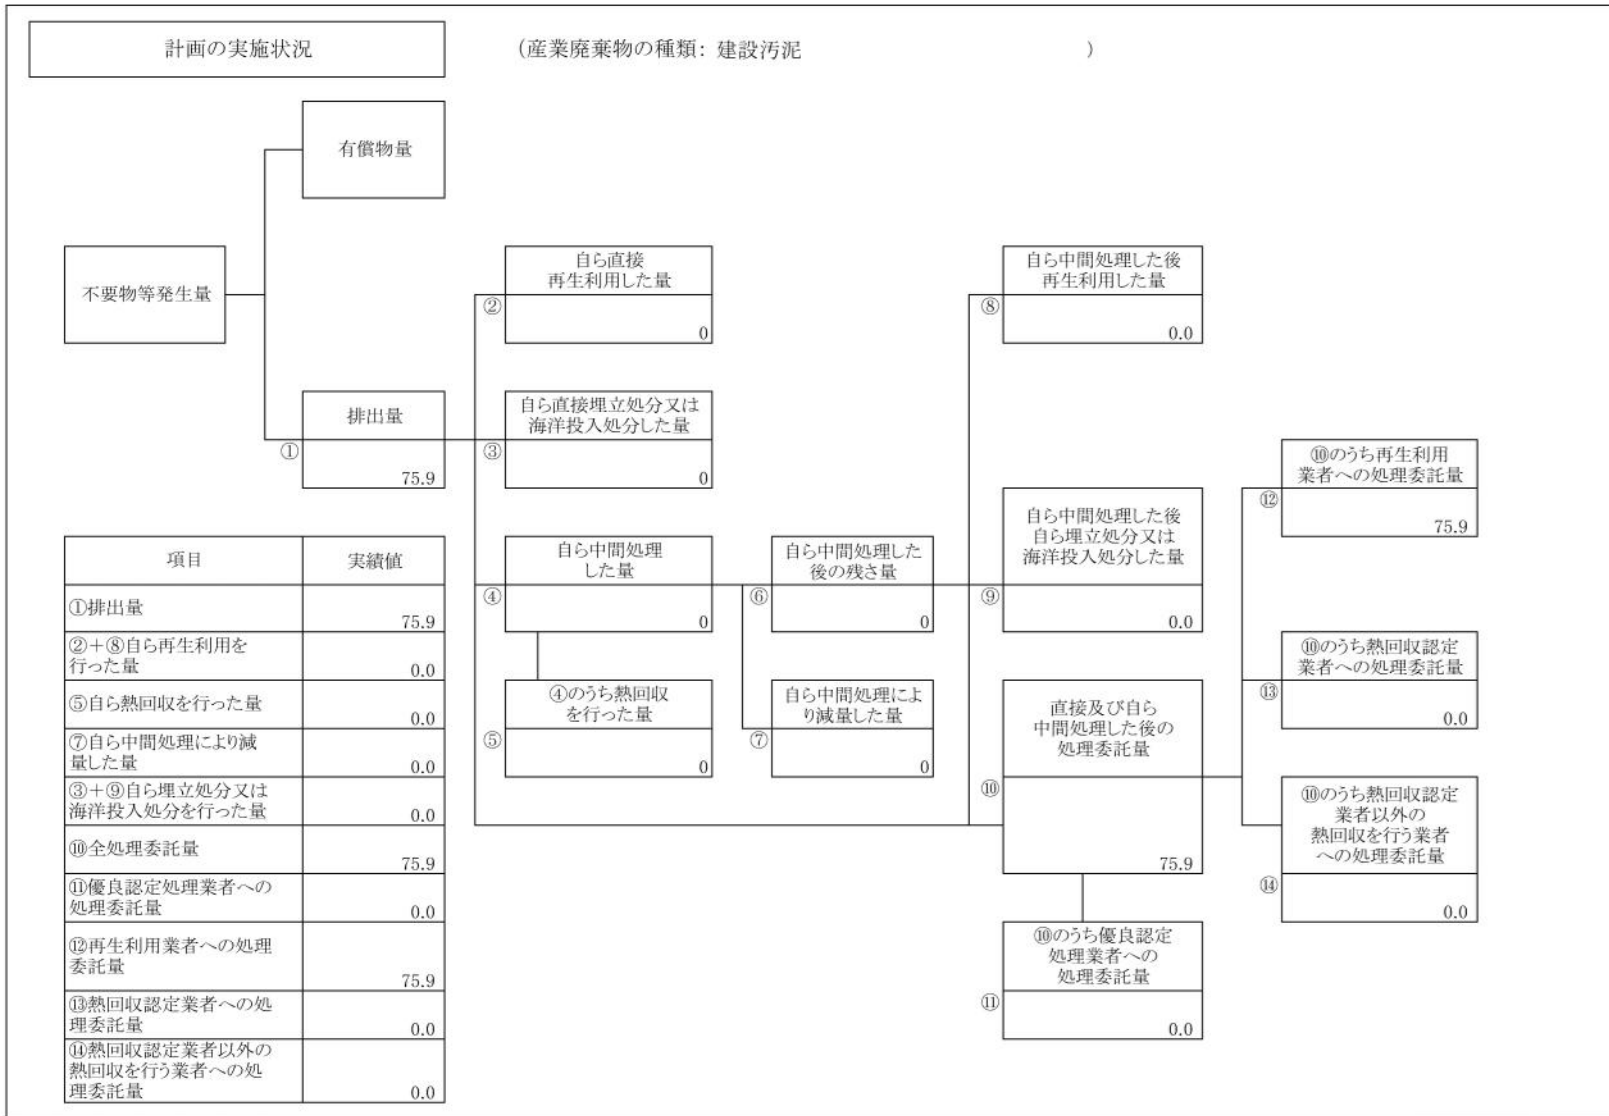 計画の実施状況
(産業廃棄物の種類: 建設汚泥 )
有償物量
不要物等発生量
排出量
①
75.9
自ら直接
再生利用した量
②
0
自ら直接埋立処分又は
海洋投入処分した量
③
0
自ら中間処理
した量
④
0
④のうち熱回収
を行った量
⑤
0
自ら中間処理した
後の残さ量
⑥
0
自ら中間処理によ
り減量した量
⑦
0
自ら中間処理した後
再生利用した量
⑧
0.0
自ら中間処理した後
自ら埋立処分又は
海洋投入処分した量
⑨
0.0
直接及び自ら
中間処理した後の
処理委託量
⑩
75.9
⑩のうち優良認定
処理業者への
処理委託量
⑪
0.0
⑩のうち再生利用
業者への処理委託量
⑫
75.9
⑩のうち熱回収認定
業者への処理委託量
⑬
0.0
⑩のうち熱回収認定
業者以外の
熱回収を行う業者
への処理委託量
⑭
0.0
項目 実績値
①排出量
75.9
②+⑧自ら再生利用を
行った量
0.0
⑤自ら熱回収を行った量
0.0
⑦自ら中間処理により減
量した量
0.0
③+⑨自ら埋立処分又は
海洋投入処分を行った量
0.0
⑩全処理委託量
75.9
⑪優良認定処理業者への
処理委託量
0.0
⑫再生利用業者への処理
委託量
75.9
⑬熱回収認定業者への処
理委託量
0.0
⑭熱回収認定業者以外の
熱回収を行う業者への処
理委託量
0.0